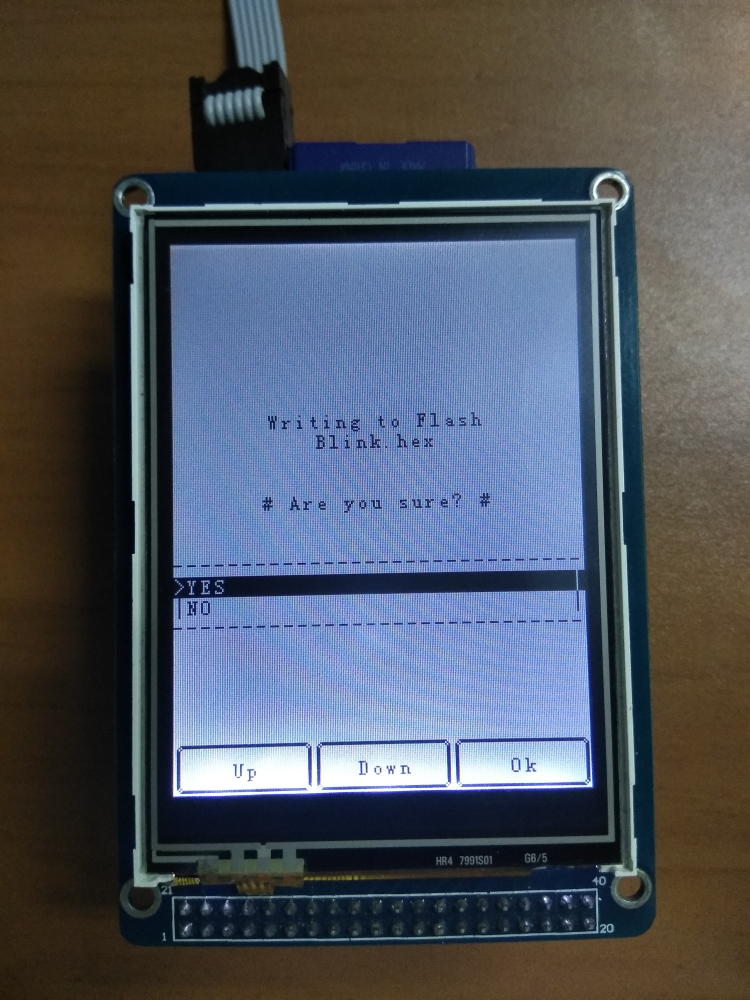 Writing to Flash
Blink.hex
# Are you sure? #
>YES
NO
Up Down Ok
HR4 7991S01 G6/5
21 40
1 20